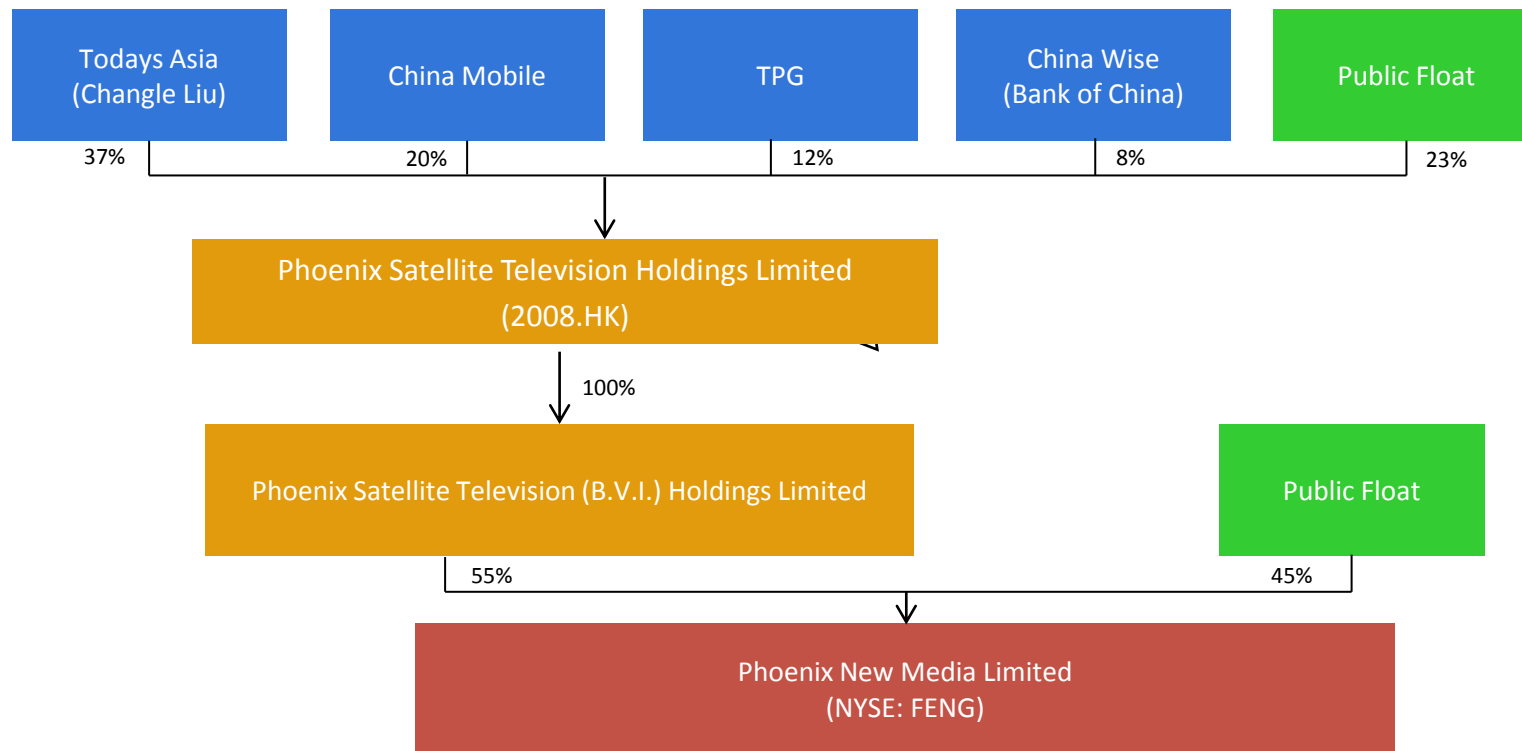 Todays Asia
(Changle Liu)
China Mobile
TPG
China Wise
(Bank of China)
Public Float
37%
20%
12%
8%
23%
Phoenix Satellite Television Holdings Limited
(2008.HK)
100%
Phoenix Satellite Television (B.V.I.) Holdings Limited
Public Float
55%
45%
Phoenix New Media Limited
(NYSE: FENG)